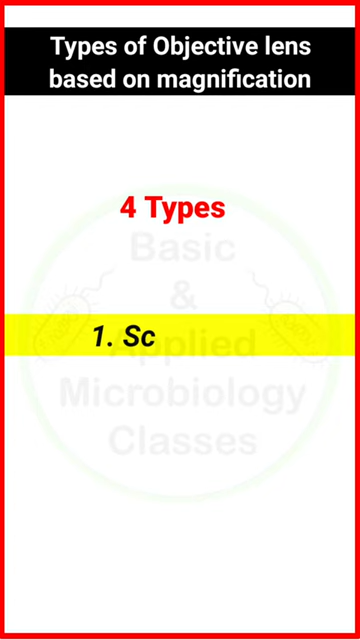 Types of Objective lens
based on magnification
4 Types
Basic
&
1. Sc
Applied
Microbiology
Classes